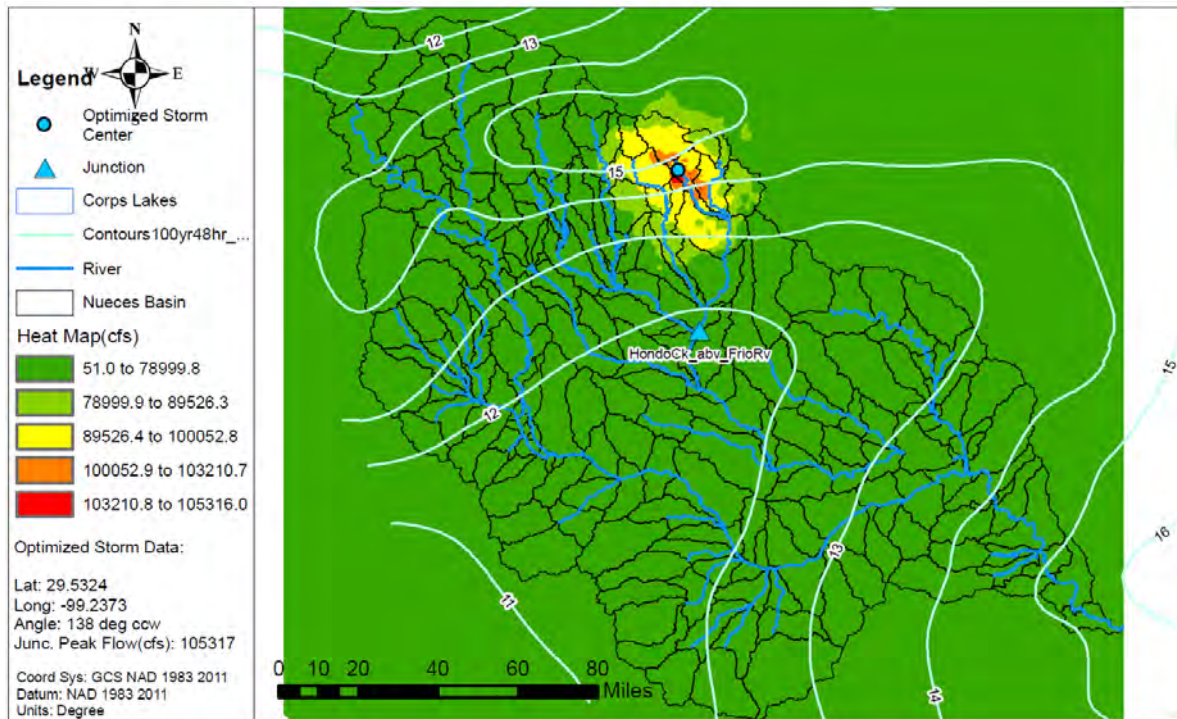 N
W
E
S
Legend
Optimized Storm
Center
Junction
Corps Lakes
Contours100yr48hr_...
River
Nueces Basin
Heat Map(cfs)
51.0 to 78999.8
78999.9 to 89526.3
89526.4 to 100052.8
100052.9 to 103210.7
103210.8 to 105316.0
Optimized Storm Data:
Lat: 29.5324
Long: -99.2373
Angle: 138 deg ccw
Junc. Peak Flow(cfs): 105317
Coord Sys: GCS NAD 1983 2011
Datum: NAD 1983 2011
Units: Degree
12
13
15
HondoCk_abv_FrioRv
12
15
16
13
11
14
0 10 20 40 60 80
Miles